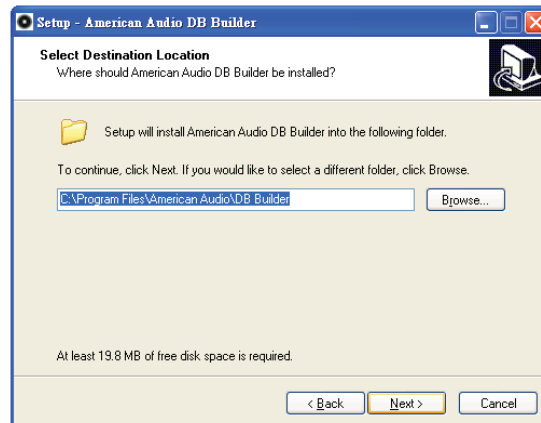 Setup - American Audio DB Builder
Select Destination Location
Where should American Audio DB Builder be installed?
Setup will install American Audio DB Builder into the following folder.
To continue, click Next. If you would like to select a different folder, click Browse.
C:\Program Files\American Audio\DB Builder
Browse...
At least 19.8 MB of free disk space is required.
< Back
Next >
Cancel